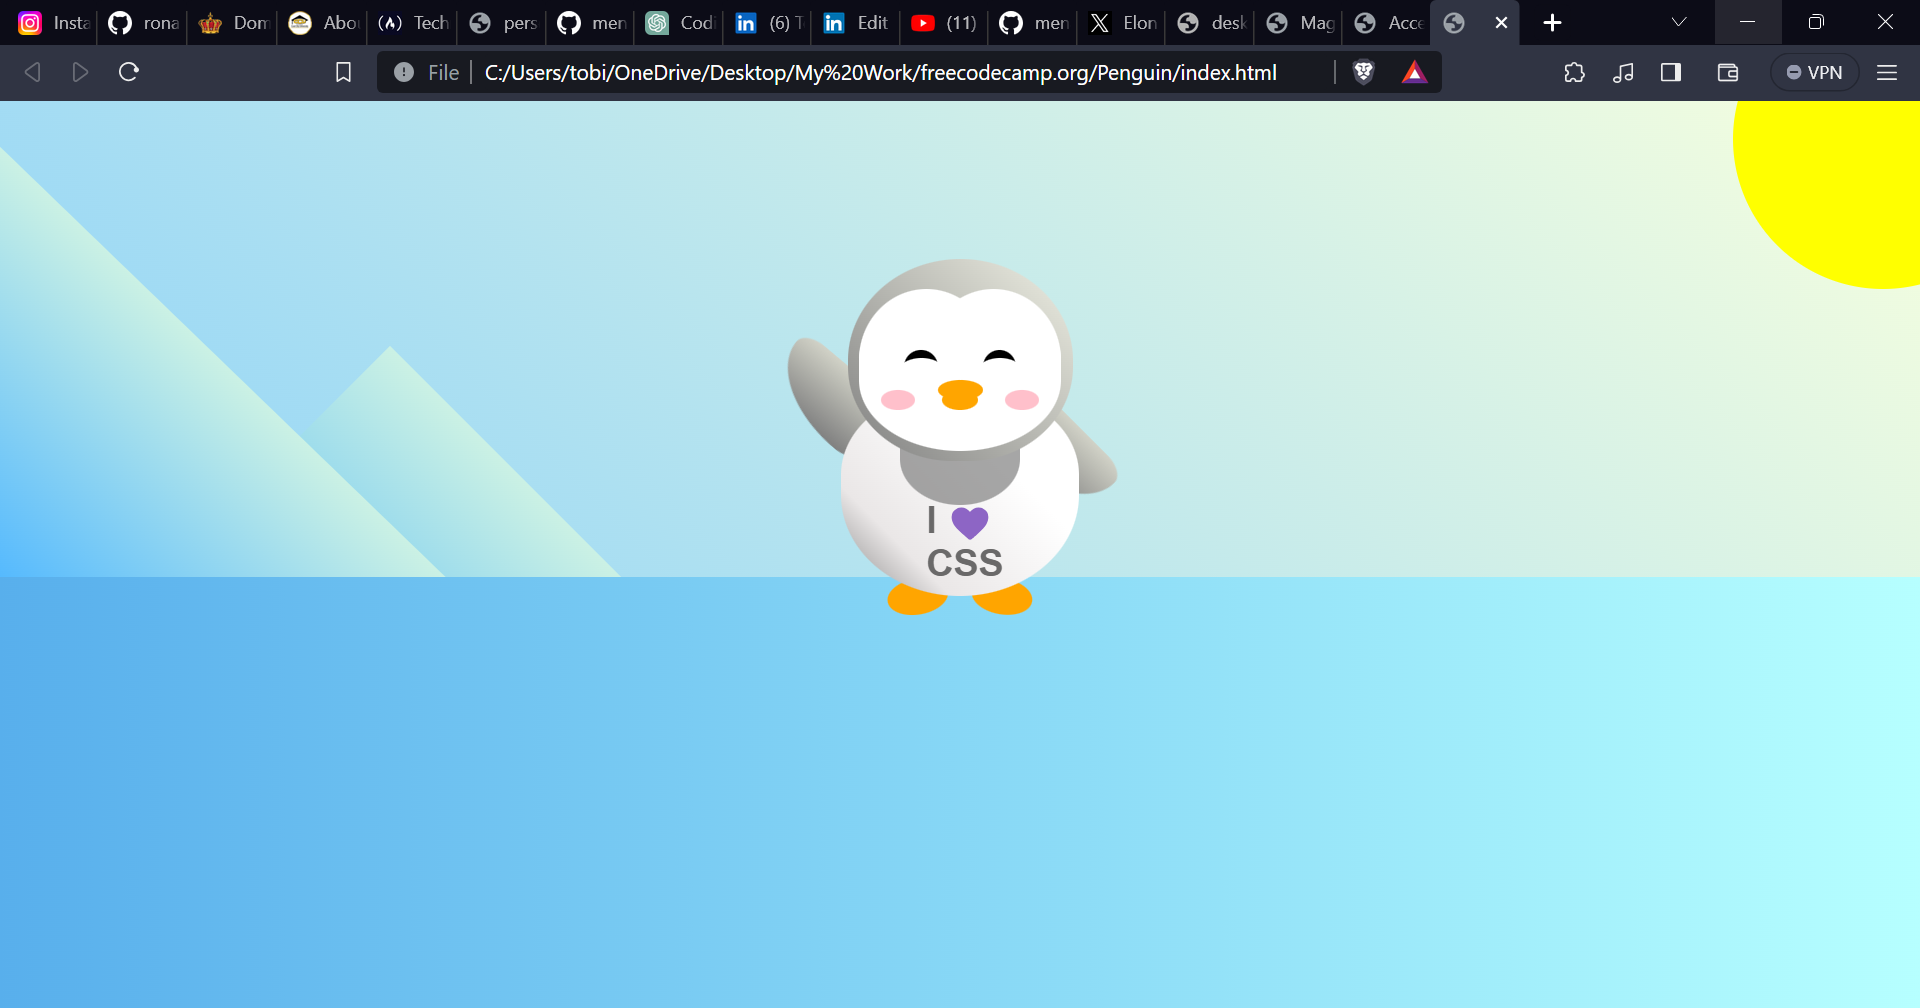 Insta rona Dom Abou Tech pers men Codi (6) T Edit (11) men Elon desk Mag Acce
File C:/Users/tobi/OneDrive/Desktop/My%20Work/freecodecamp.org/Penguin/index.html VPN
I
CSS